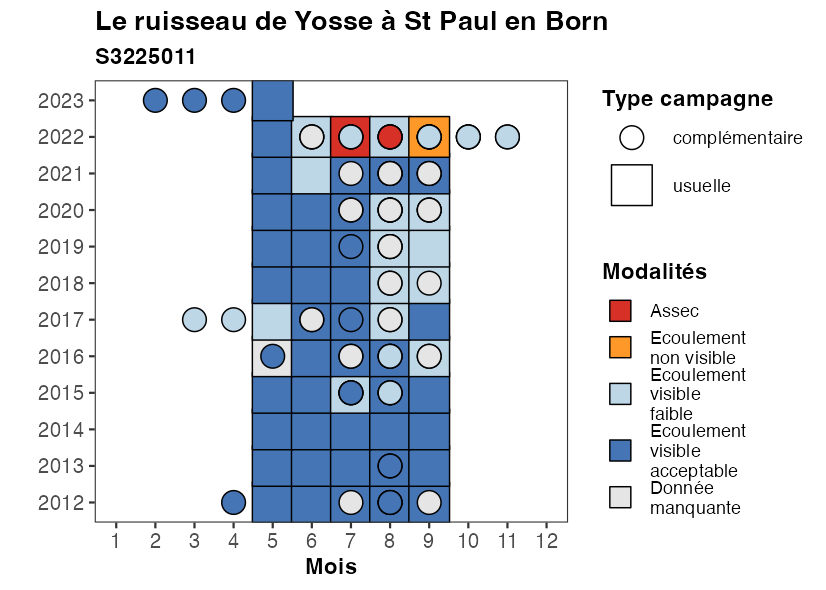 Le ruisseau de Yosse à St Paul en Born
S3225011
2023
2022
2021
2020
2019
2018
2017
2016
2015
2014
2013
2012
1 2 3 4 5 6 7 8 9 10 11 12
Mois
Type campagne
complémentaire
usuelle
Modalités
Assec
Ecoulement
non visible
Ecoulement
visible
faible
Ecoulement
visible
acceptable
Donnée
manquante